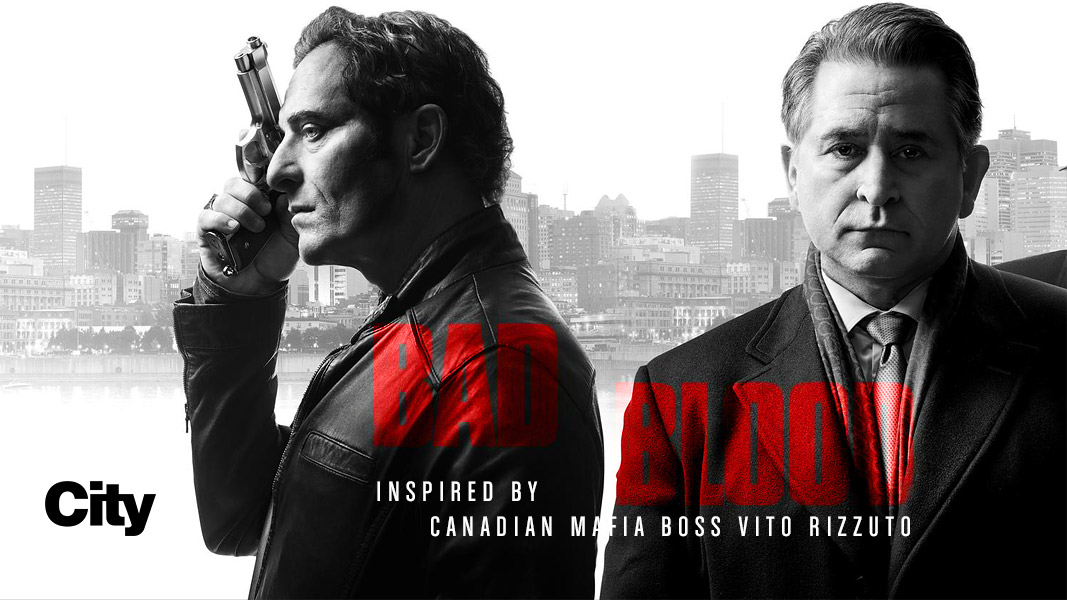 BAD
BLOOD
INSPIRED BY
CANADIAN MAFIA BOSS VITO RIZZUTO
City